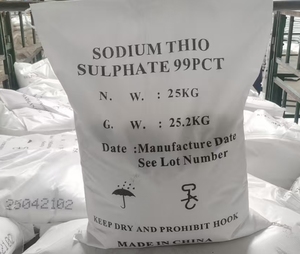 SODIUM THIO
SULPHATE 99PCT
N. W. : 25KG
G. W. : 25.2KG
Date :Manufacture Date
See Lot Number
25042102
KEEP DRY AND PROHIBIT HOOK
MADE IN CHINA